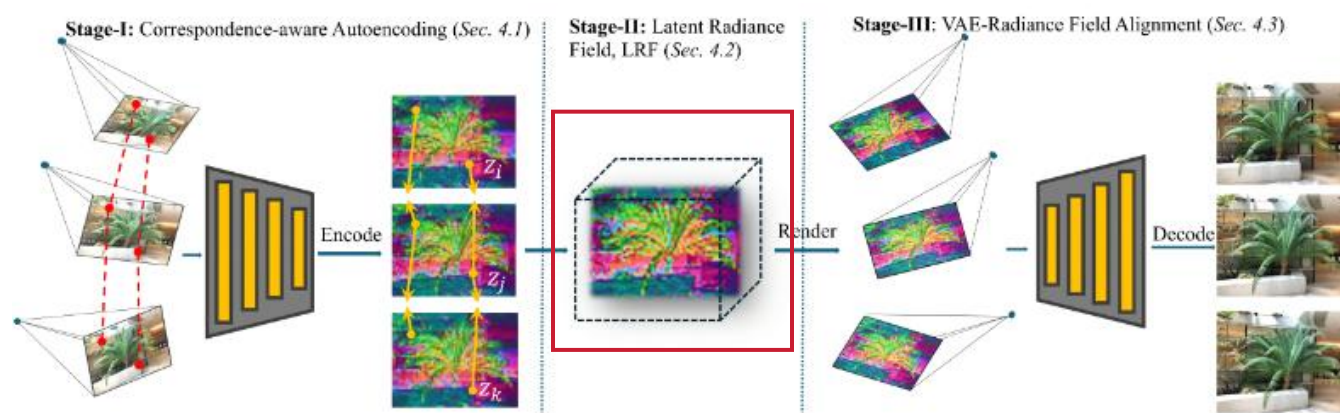 Stage-I: Correspondence-aware Autoencoding (Sec. 4.1)
Stage-II: Latent Radiance
Field, LRF (Sec. 4.2)
Stage-III: VAE-Radiance Field Alignment (Sec. 4.3)
Encode
z_i
z_j
z_k
Render
Decode